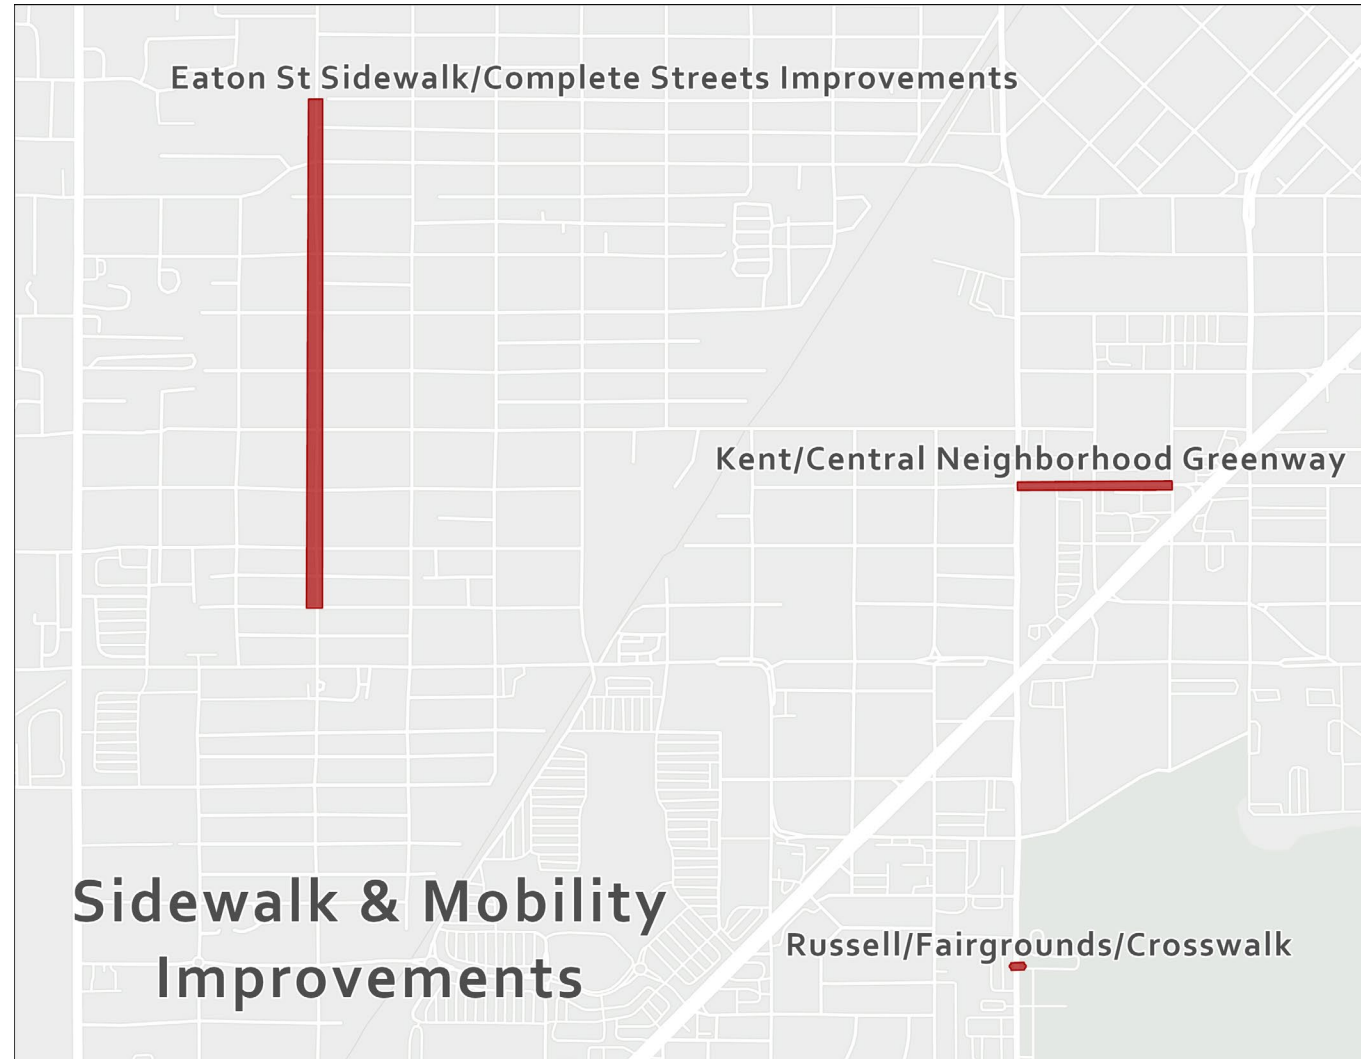 Eaton St Sidewalk/Complete Streets Improvements
Kent/Central Neighborhood Greenway
Sidewalk & Mobility
Improvements
Russell/Fairgrounds/Crosswalk